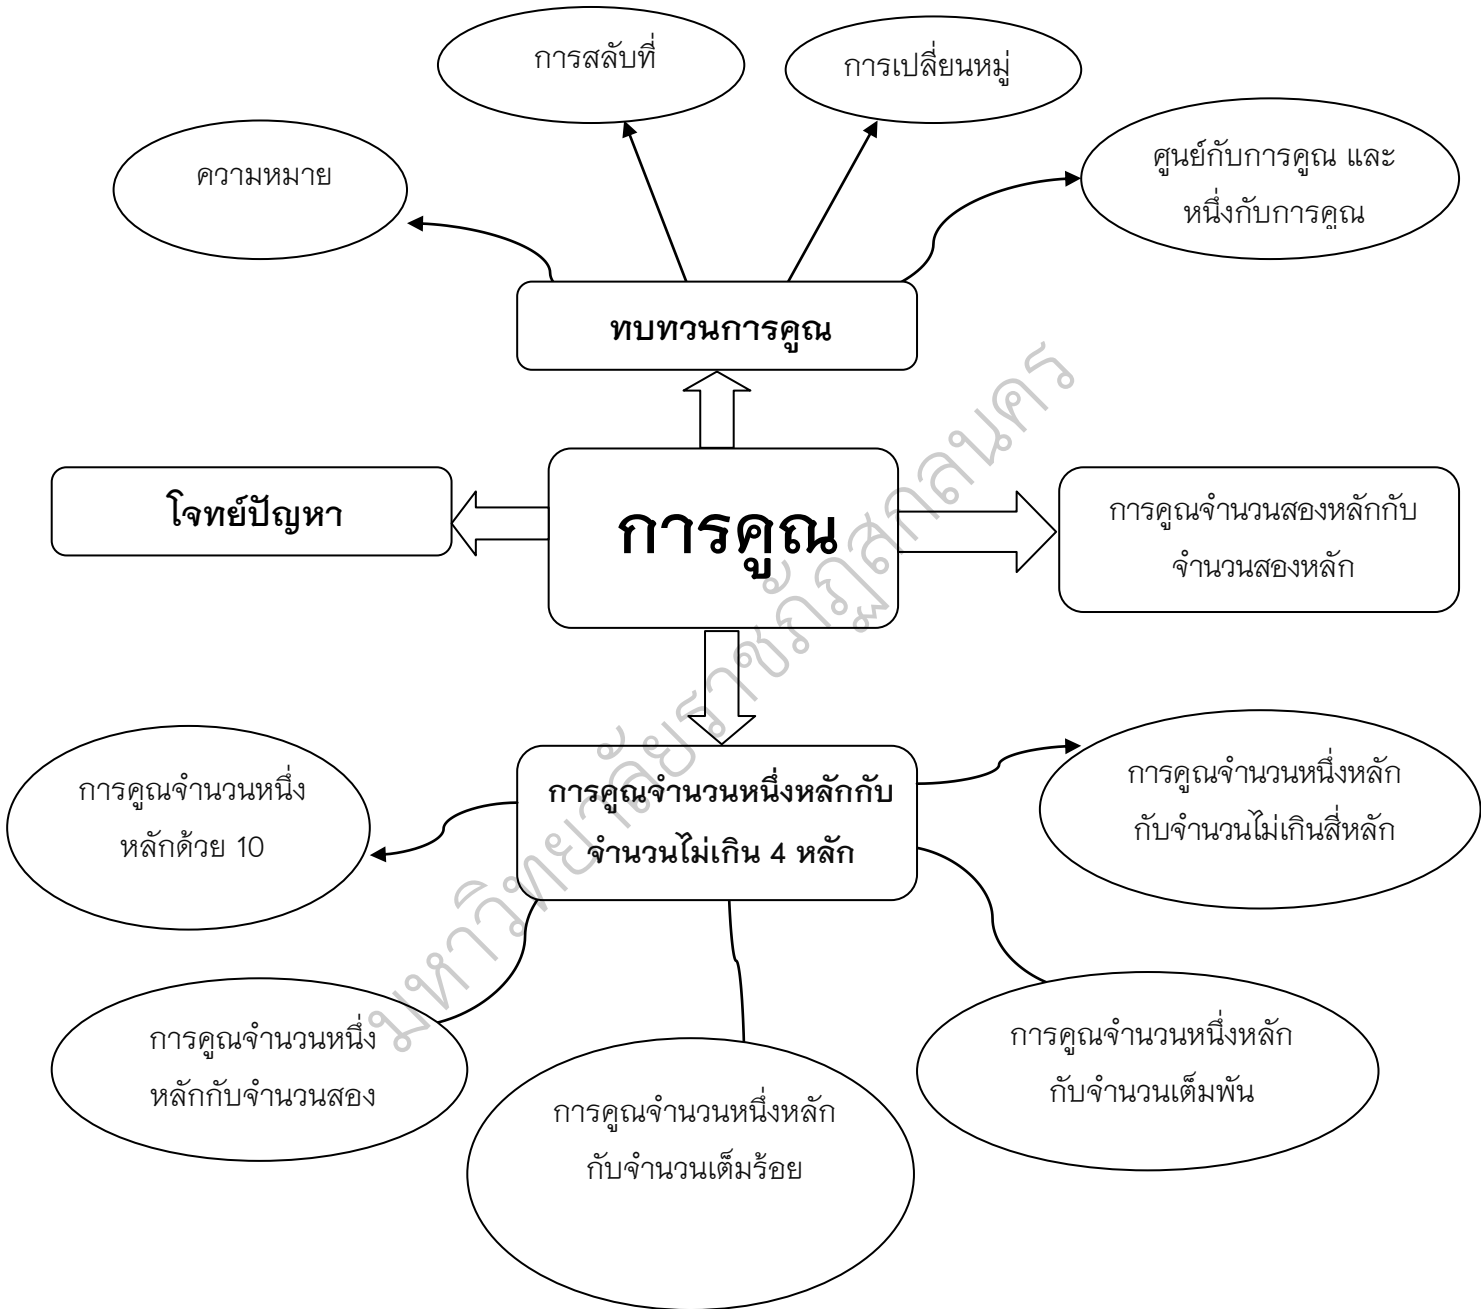 การสลับที่
การเปลี่ยนหมู่
ความหมาย
ศูนย์กับการคูณ และ
หนึ่งกับการคูณ
ทบทวนการคูณ
โจทย์ปัญหา
การคูณ
การคูณจำนวนสองหลักกับ
จำนวนสองหลัก
การคูณจำนวนหนึ่ง
หลักด้วย 10
การคูณจำนวนหนึ่งหลักกับ
จำนวนไม่เกิน 4 หลัก
การคูณจำนวนหนึ่งหลัก
กับจำนวนไม่เกินสี่หลัก
การคูณจำนวนหนึ่ง
หลักกับจำนวนสอง
การคูณจำนวนหนึ่งหลัก
กับจำนวนเต็มร้อย
การคูณจำนวนหนึ่งหลัก
กับจำนวนเต็มพัน
มหาวิทยาลัยราชภัฏสกลนคร